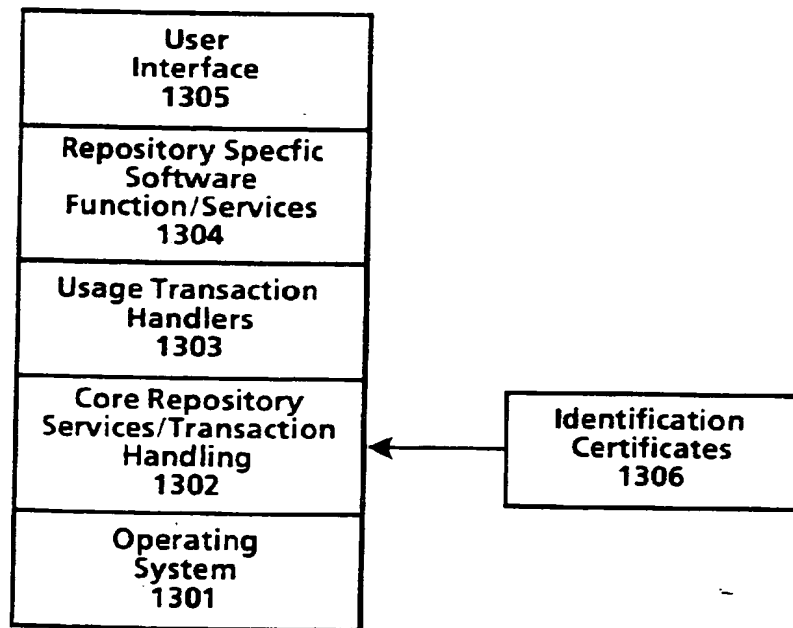 User
Interface
1305
Repository Specfic
Software
Function/Services
1304
Usage Transaction
Handlers
1303
Core Repository
Services/Transaction
Handling
1302
Operating
System
1301
Identification
Certificates
1306